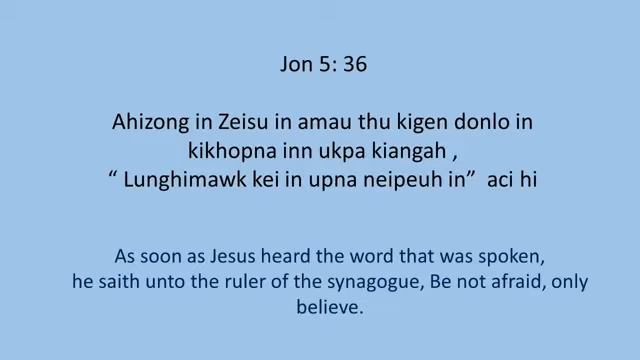 Jon 5: 36
Ahizong in Zeisu in amau thu kigen donlo in
kikhopna inn ukpa kiangah ,
“ Lunghimawk kei in upna neipeuh in”  aci hi
As soon as Jesus heard the word that was spoken,
he saith unto the ruler of the synagogue, Be not afraid, only
believe.